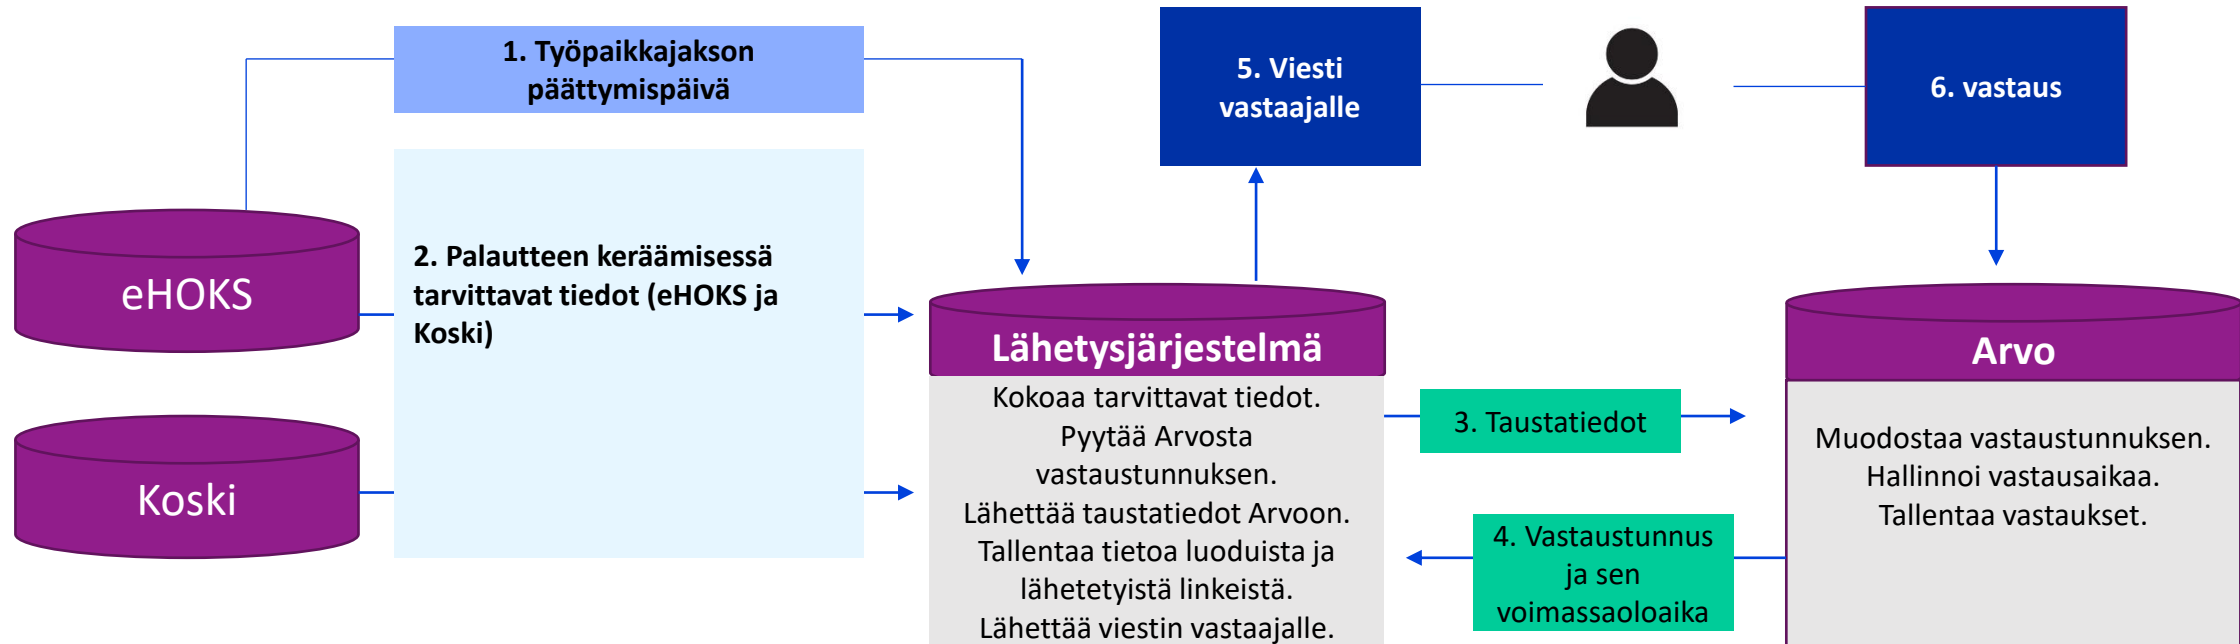 1. Työpaikkajakson
päättymispäivä
5. Viesti
vastaajalle
6. vastaus
eHOKS
2. Palautteen keräämisessä
tarvittavat tiedot (eHOKS ja
Koski)
Koski
Lähetysjärjestelmä
Kokoaa tarvittavat tiedot.
Pyytää Arvosta
vastaustunnuksen.
Lähettää taustatiedot Arvoon.
Tallentaa tietoa luoduista ja
lähetetyistä linkeistä.
Lähettää viestin vastaajalle.
3. Taustatiedot
4. Vastaustunnus
ja sen
voimassaoloaika
Arvo
Muodostaa vastaustunnuksen.
Hallinnoi vastausaikaa.
Tallentaa vastaukset.